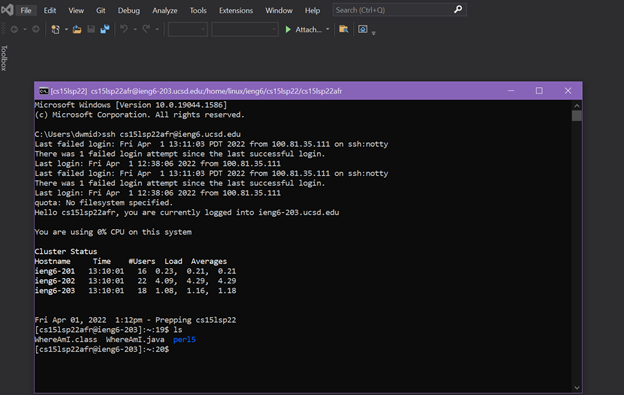 File Edit View Git Debug Analyze Tools Extensions Window Help Search (Ctrl+Q)
Attach...
Toolbox
[cs15lsp22] cs15lsp22afr@ieng6-203.ucsd.edu:/home/linux/ieng6/cs15lsp22/cs15lsp22afr
Microsoft Windows [Version 10.0.19044.1586]
(c) Microsoft Corporation. All rights reserved.
C:\Users\dwmid>ssh cs15lsp22afr@ieng6.ucsd.edu
Last failed login: Fri Apr  1 13:11:03 PDT 2022 from 100.81.35.111 on ssh:notty
There was 1 failed login attempt since the last successful login.
Last login: Fri Apr  1 12:38:06 2022 from 100.81.35.111
Last failed login: Fri Apr  1 13:11:03 PDT 2022 from 100.81.35.111 on ssh:notty
There was 1 failed login attempt since the last successful login.
Last login: Fri Apr  1 12:38:06 2022 from 100.81.35.111
quota: No filesystem specified.
Hello cs15lsp22afr, you are currently logged into ieng6-203.ucsd.edu
You are using 0% CPU on this system
Cluster Status
Hostname     Time    #Users  Load  Averages
ieng6-201   13:10:01   16  0.23,  0.21,  0.21
ieng6-202   13:10:01   22  4.09,  4.29,  4.29
ieng6-203   13:10:01   18  1.08,  1.16,  1.18
Fri Apr 01, 2022  1:12pm - Prepping cs15lsp22
[cs15lsp22afr@ieng6-203]:~:19$ ls
WhereAmI.class  WhereAmI.java  perl5
[cs15lsp22afr@ieng6-203]:~:20$